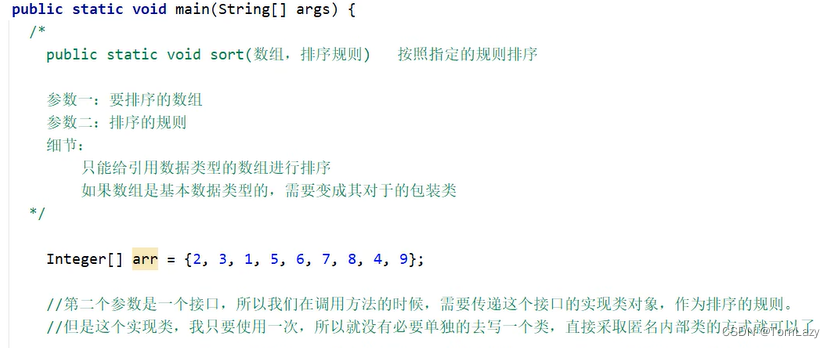 public static void main(String[] args) {
/*
public static void sort(数组，排序规则)   按照指定的规则排序
参数一：要排序的数组
参数二：排序的规则
细节：
只能给引用数据类型的数组进行排序
如果数组是基本数据类型的，需要变成其对于的包装类
*/
Integer[] arr = {2, 3, 1, 5, 6, 7, 8, 4, 9};
//第二个参数是一个接口，所以我们在调用方法的时候，需要传递这个接口的实现类对象，作为排序的规则。
//但是这个实现类，我只要使用一次，所以就没有必要单独的去写一个类，直接采取匿名内部类的方式就可以了
CSDN @TomLazy